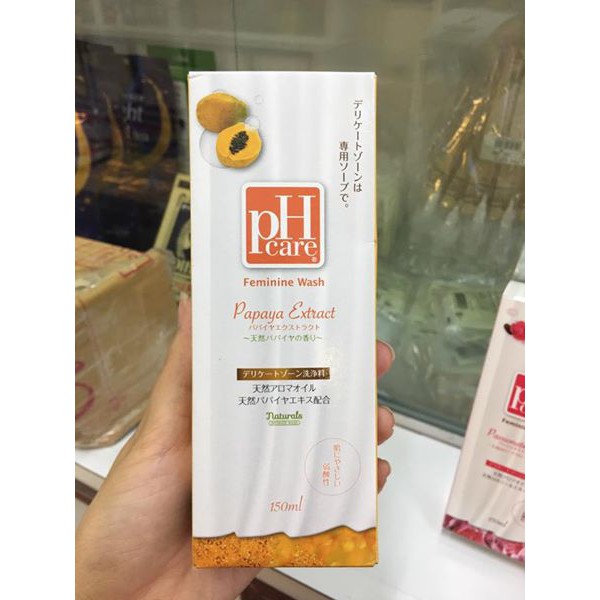 デリケートゾーンは
専用ソープで。
pH
care®
Feminine Wash
Papaya Extract
パパイヤエクストラクト
～天然パパイヤの香り～
デリケートゾーン洗浄料
天然アロマオイル
天然パパイヤエキス配合
naturals
肌にやさしい
弱酸性
150ml
pH
care
Feminine
150ml